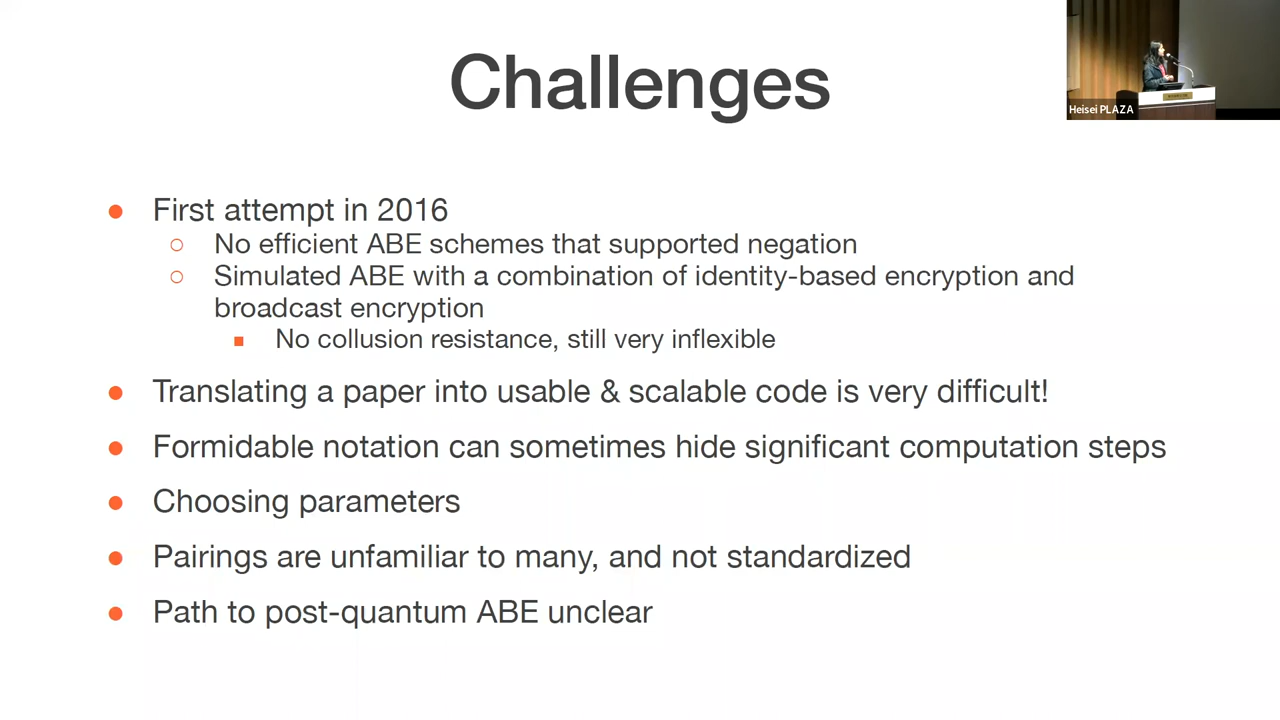 Challenges
Heisei PLAZA
First attempt in 2016
No efficient ABE schemes that supported negation
Simulated ABE with a combination of identity-based encryption and
broadcast encryption
No collusion resistance, still very inflexible
Translating a paper into usable & scalable code is very difficult!
Formidable notation can sometimes hide significant computation steps
Choosing parameters
Pairings are unfamiliar to many, and not standardized
Path to post-quantum ABE unclear